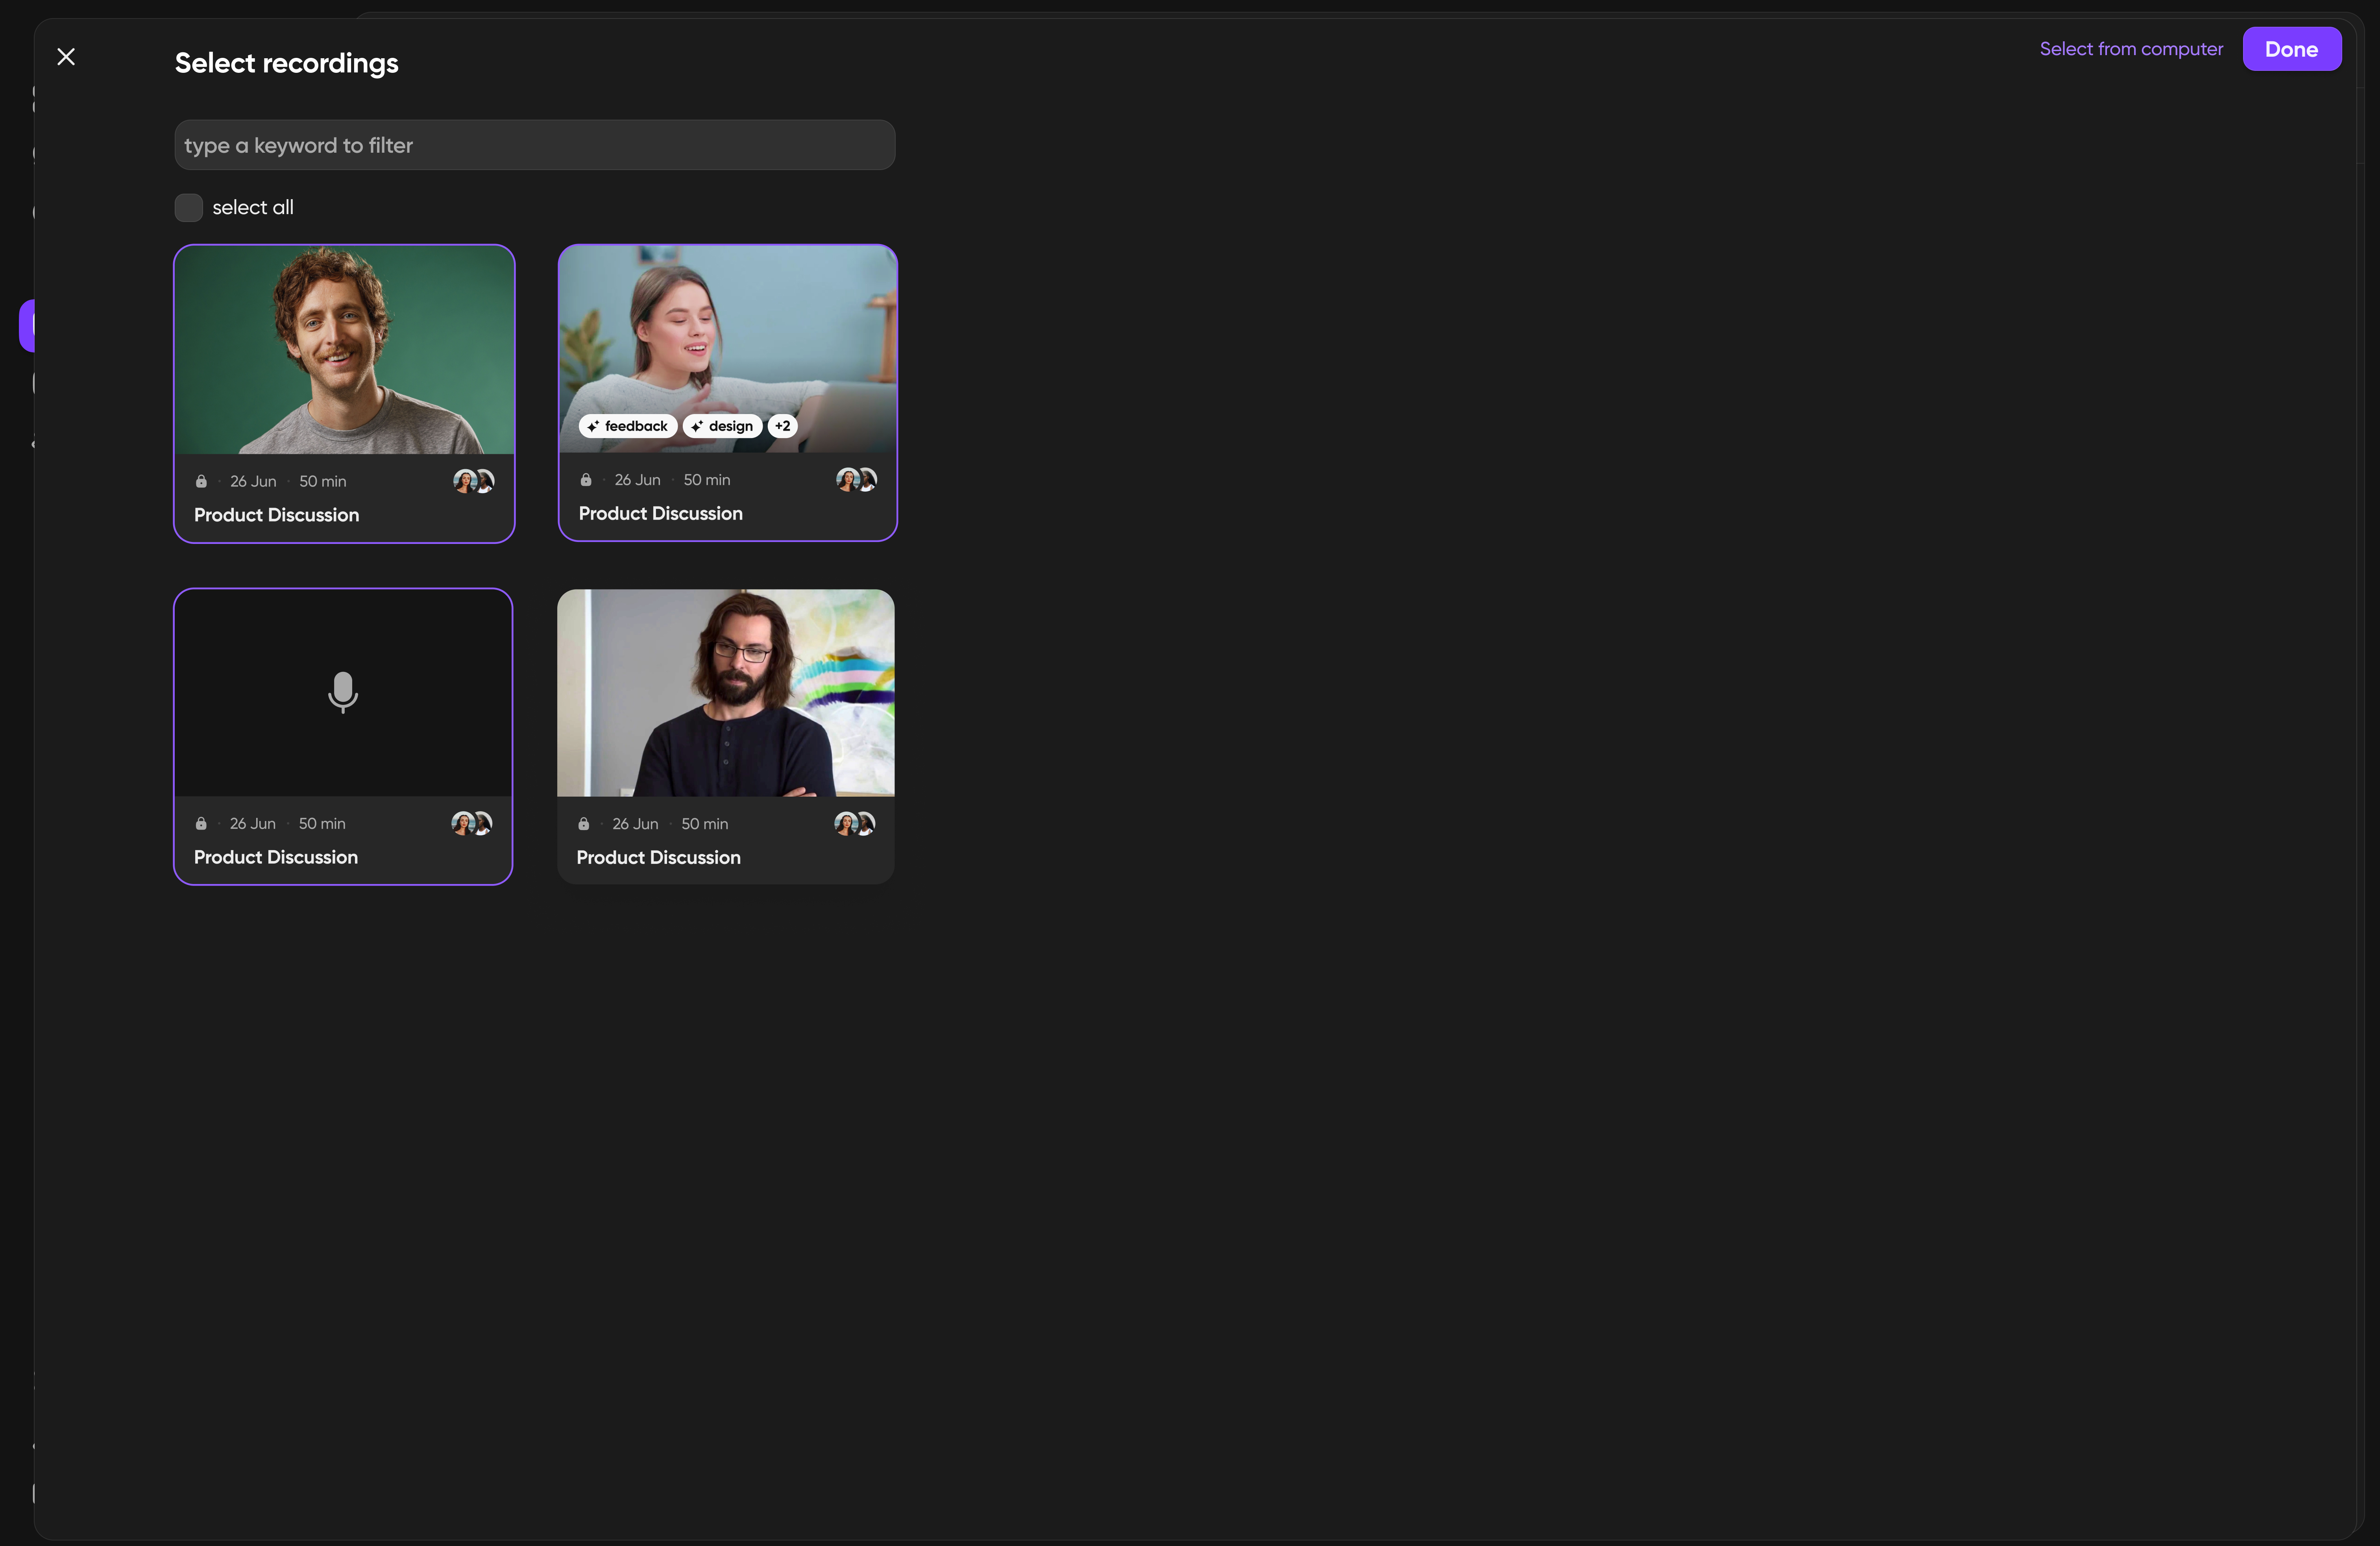 Select recordings
Select from computer
Done
type a keyword to filter
select all
feedback
design
+2
26 Jun · 50 min
Product Discussion
26 Jun · 50 min
Product Discussion
26 Jun · 50 min
Product Discussion
26 Jun · 50 min
Product Discussion